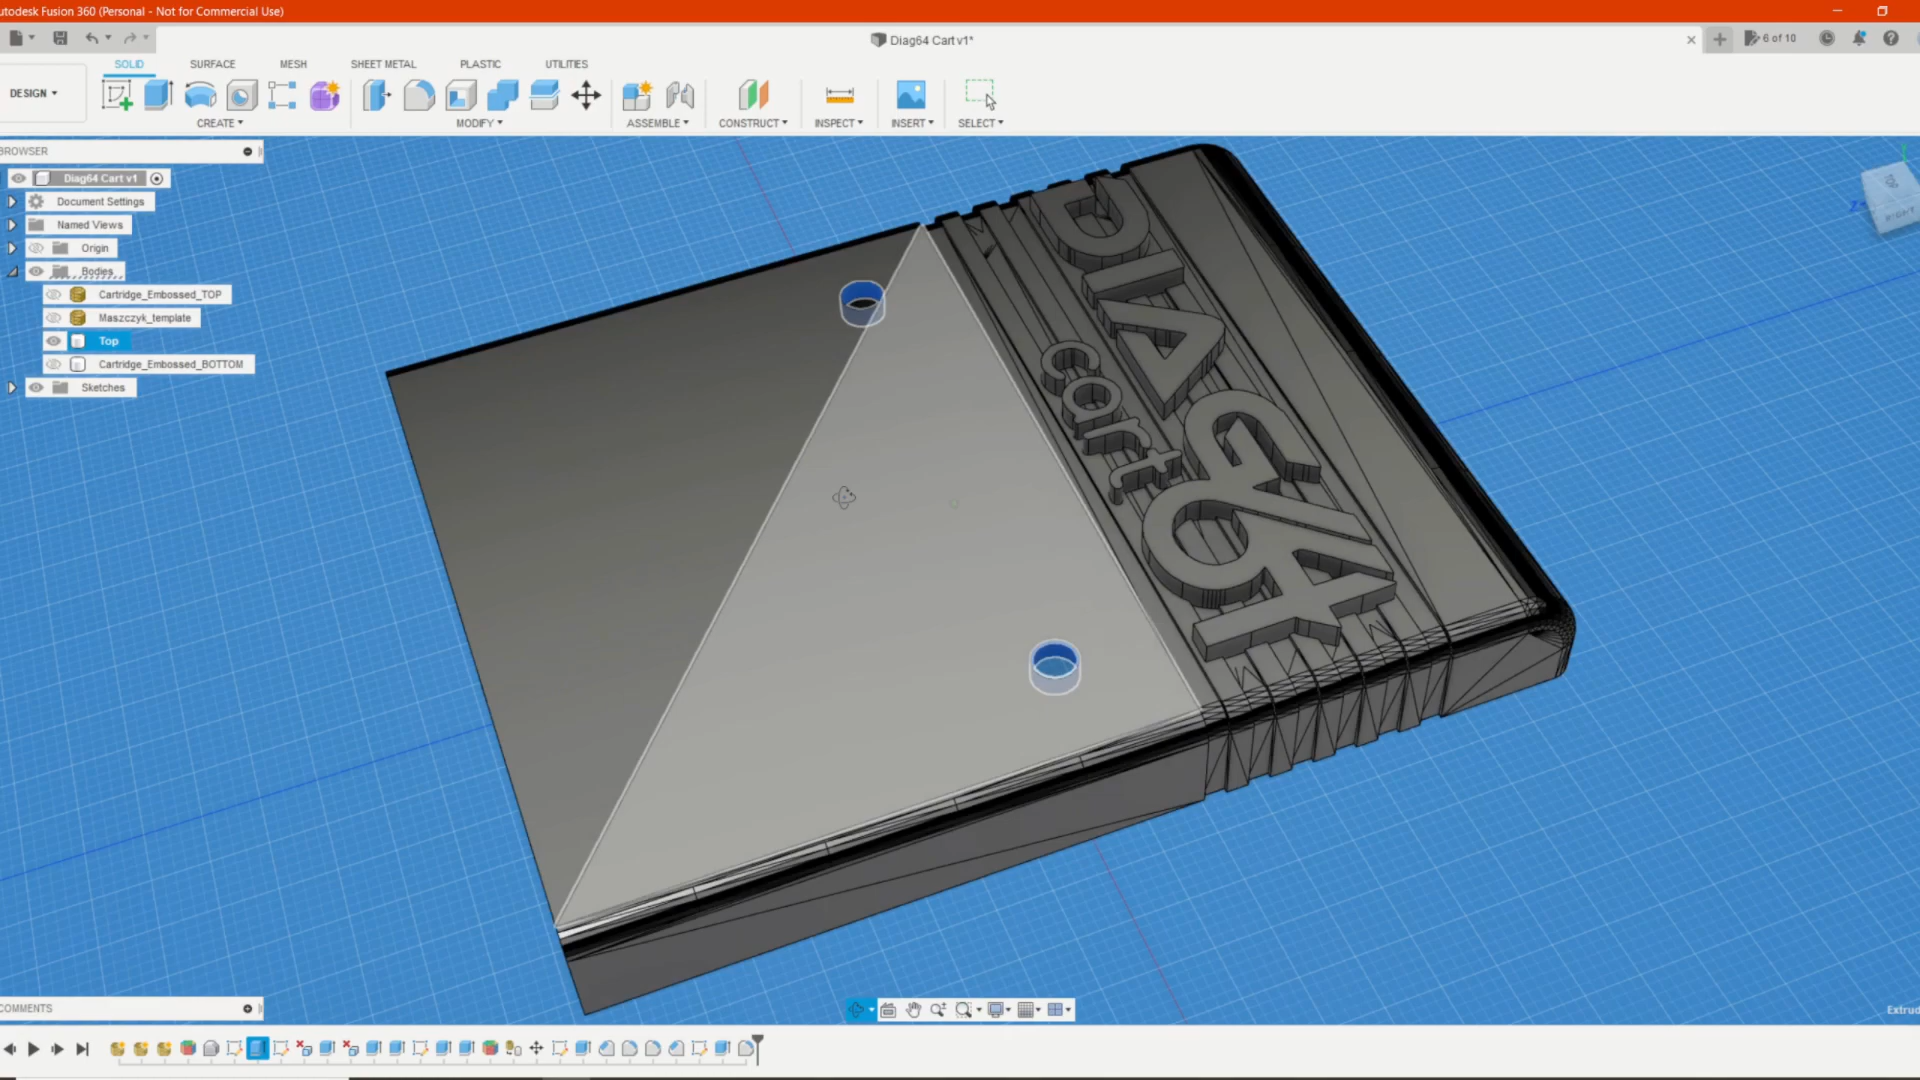 utodesk Fusion 360 (Personal - Not for Commercial Use)
Diag64 Cart v1*
6 of 10
SOLID SURFACE MESH SHEET METAL PLASTIC UTILITIES
DESIGN
CREATE MODIFY ASSEMBLE CONSTRUCT INSPECT INSERT SELECT
BROWSER
Diag64 Cart v1
Document Settings
Named Views
Origin
Bodies
Cartridge_Embossed_TOP
Maszczyk_template
Top
Cartridge_Embossed_BOTTOM
Sketches
DIAG64
cart
Z
RIGHT
COMMENTS
Extrud